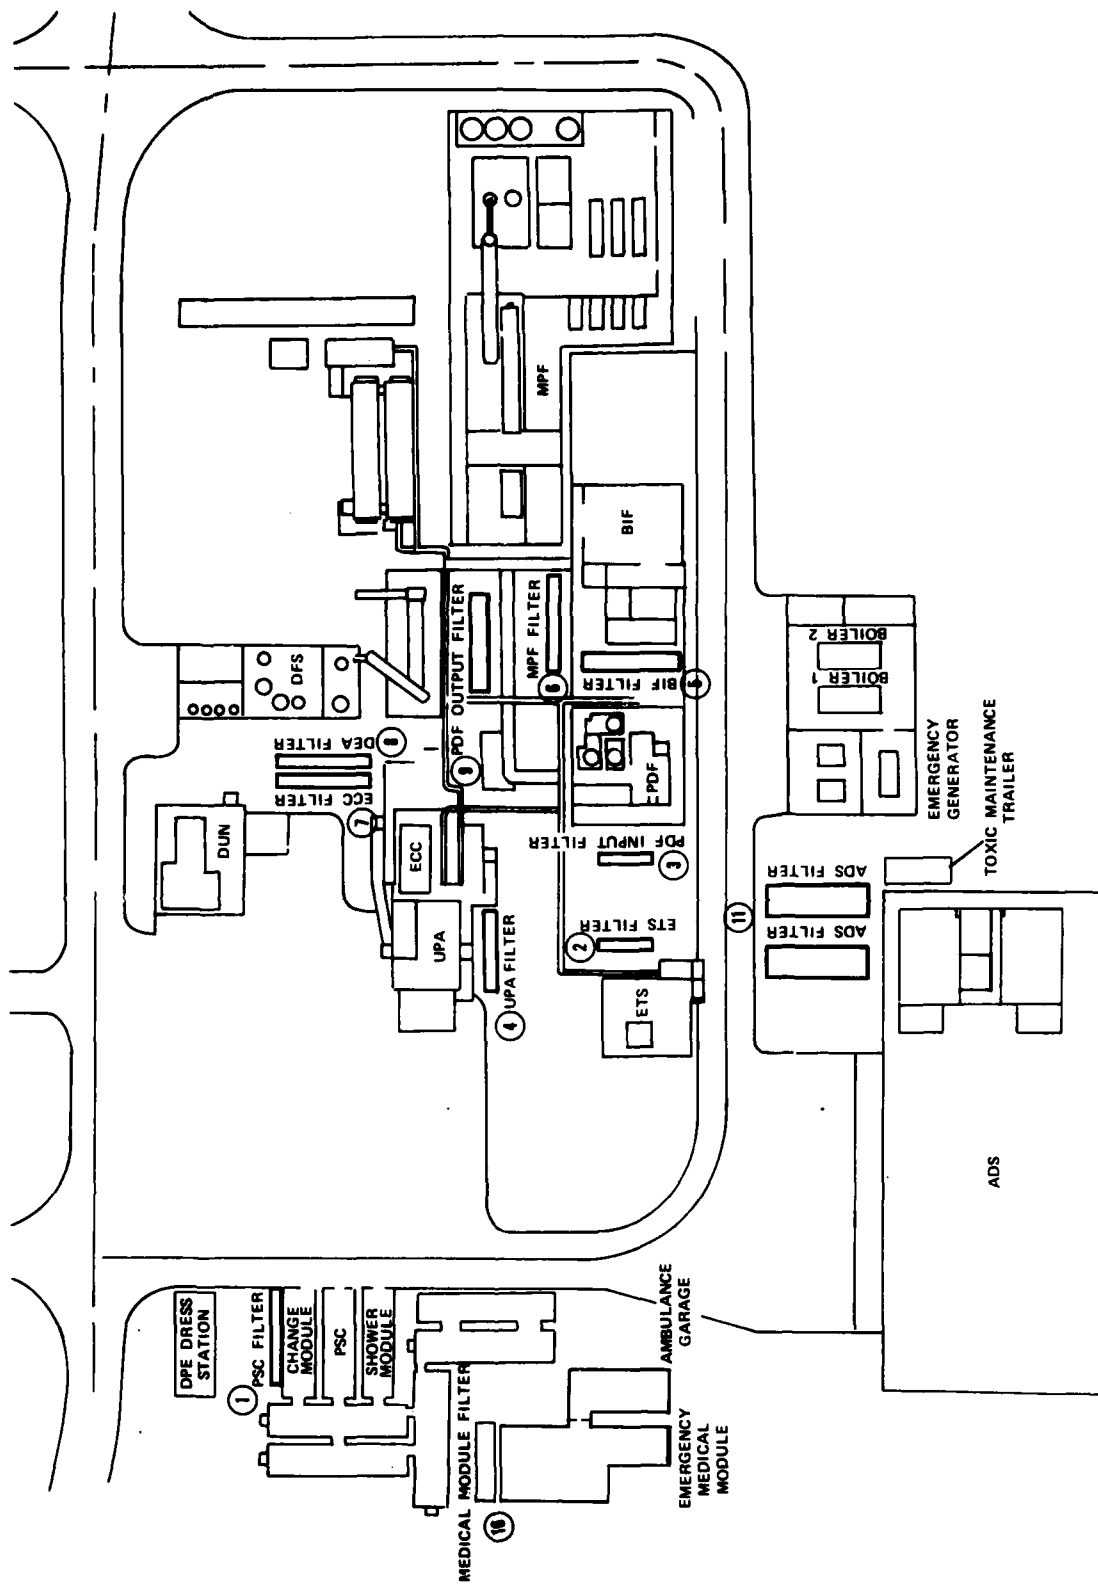 DPE DRESS
STATION
1
PSC FILTER
CHANGE
MODULE
PSC
SHOWER
MODULE
MEDICAL MODULE FILTER
16
EMERGENCY
MEDICAL
MODULE
AMBULANCE
GARAGE
DUN
ECC FILTER
DEA FILTER
7
8
DFS
UPA
ECC
4
UPA FILTER
9
PDF OUTPUT FILTER
MPF FILTER
6
MPF
ETS
2
ETS FILTER
3
PDF INPUT FILTER
PDF
BIF FILTER
5
BIF
11
ADS FILTER
ADS FILTER
ADS
BOILER 1
BOILER 2
EMERGENCY
GENERATOR
TOXIC MAINTENANCE
TRAILER